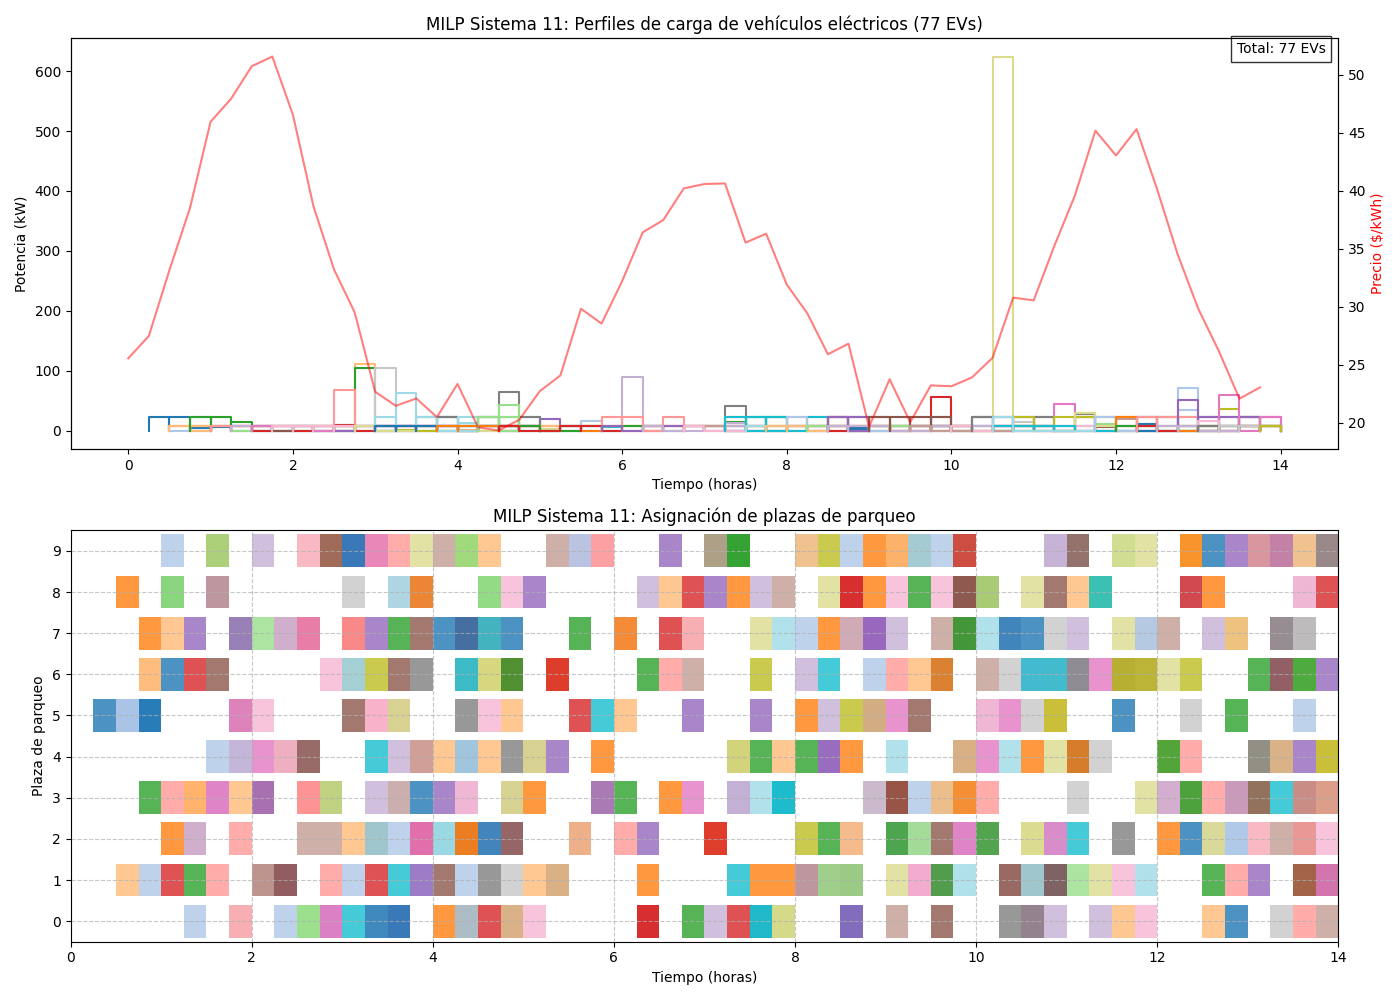 MILP Sistema 11: Perfiles de carga de vehículos eléctricos (77 EVs)
Total: 77 EVs
Potencia (kW)
600
500
400
300
200
100
0
50
45
40
35
30
25
20
Precio ($/kWh)
0 2 4 6 8 10 12 14
Tiempo (horas)
MILP Sistema 11: Asignación de plazas de parqueo
Plaza de parqueo
9
8
7
6
5
4
3
2
1
0
0 2 4 6 8 10 12 14
Tiempo (horas)